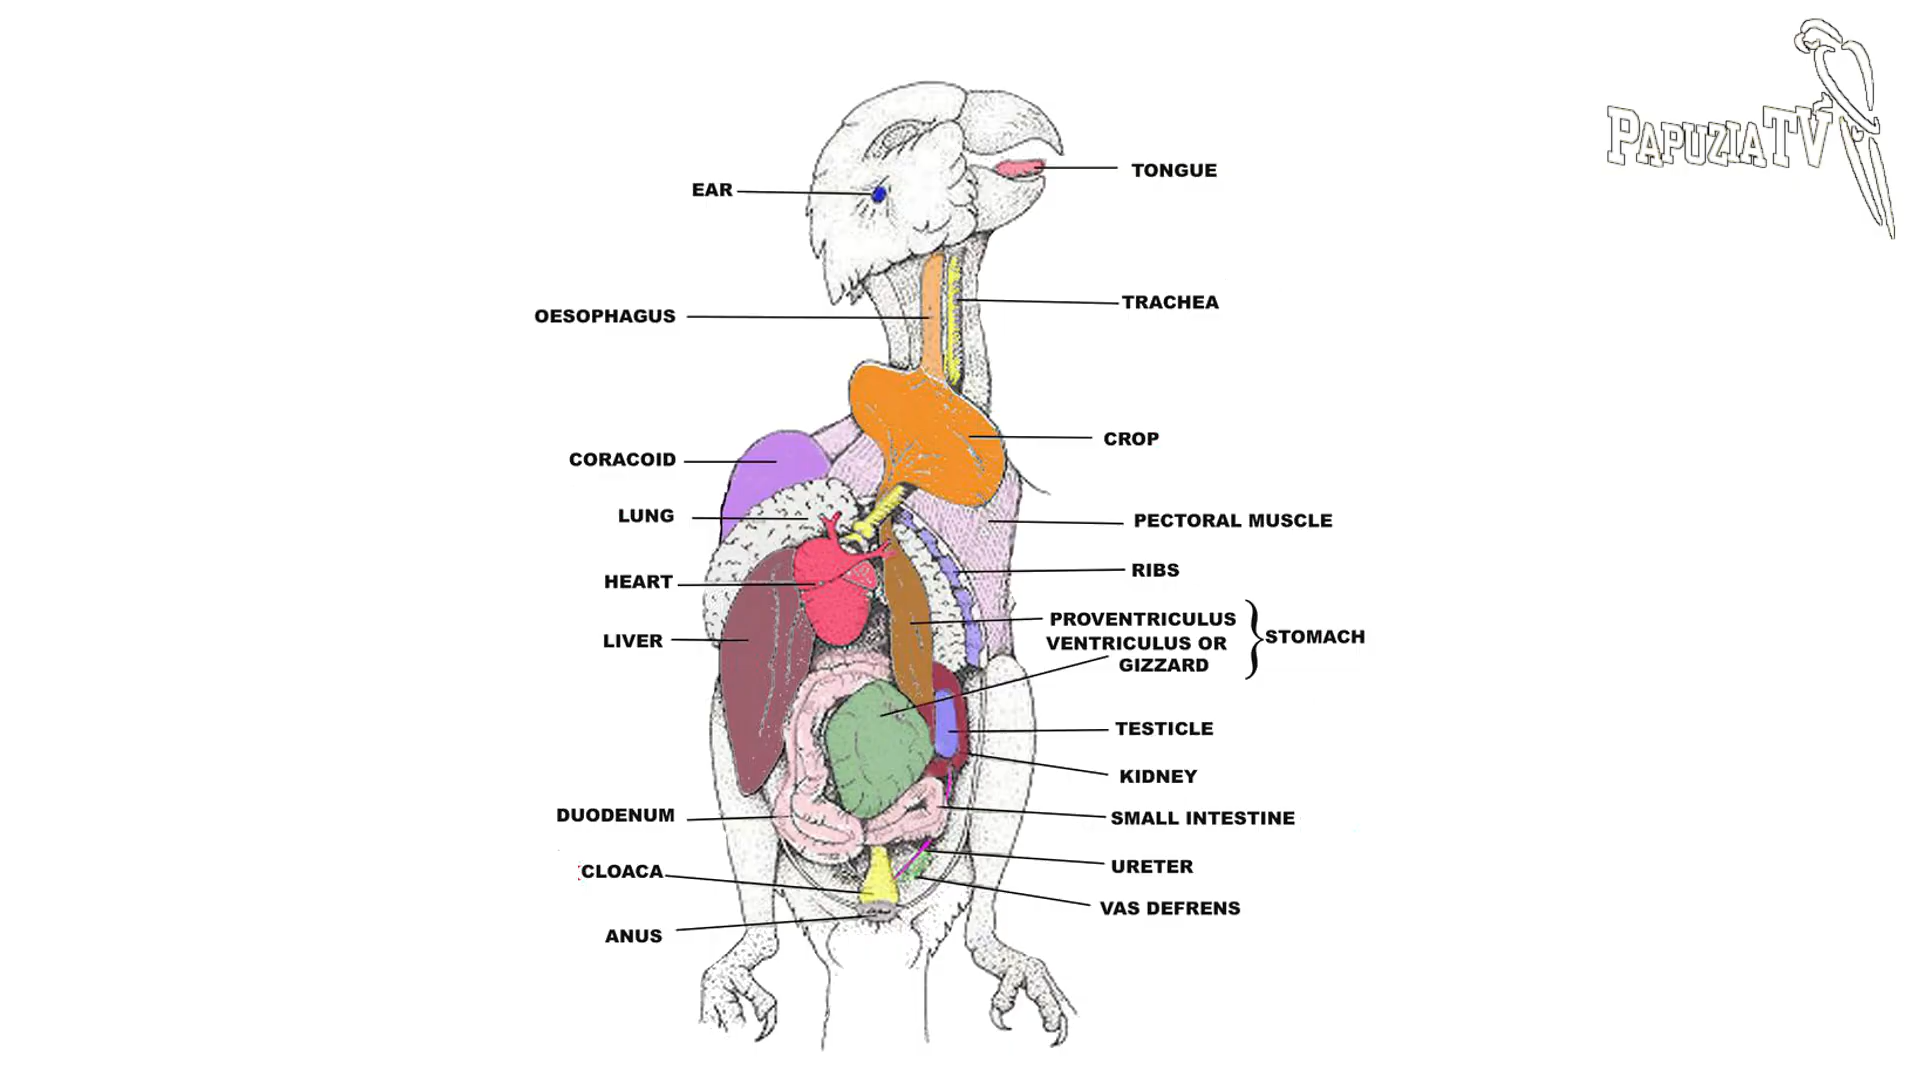 PAPUZIATV
EAR
TONGUE
OESOPHAGUS
TRACHEA
CORACOID
CROP
LUNG
PECTORAL MUSCLE
HEART
RIBS
LIVER
PROVENTRICULUS
VENTRICULUS OR
GIZZARD
STOMACH
TESTICLE
KIDNEY
DUODENUM
SMALL INTESTINE
CLOACA
URETER
ANUS
VAS DEFRENS